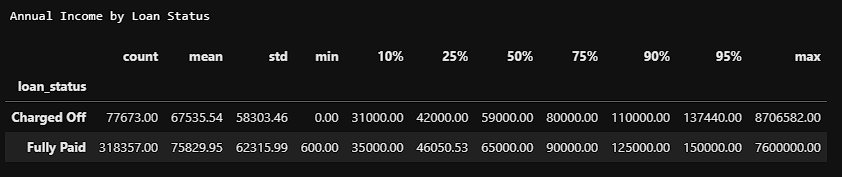 Annual Income by Loan Status
count mean std min 10% 25% 50% 75% 90% 95% max
loan_status
Charged Off 77673.00 67535.54 58303.46 0.00 31000.00 42000.00 59000.00 80000.00 110000.00 137440.00 8706582.00
Fully Paid 318357.00 75829.95 62315.99 600.00 35000.00 46050.53 65000.00 90000.00 125000.00 150000.00 7600000.00